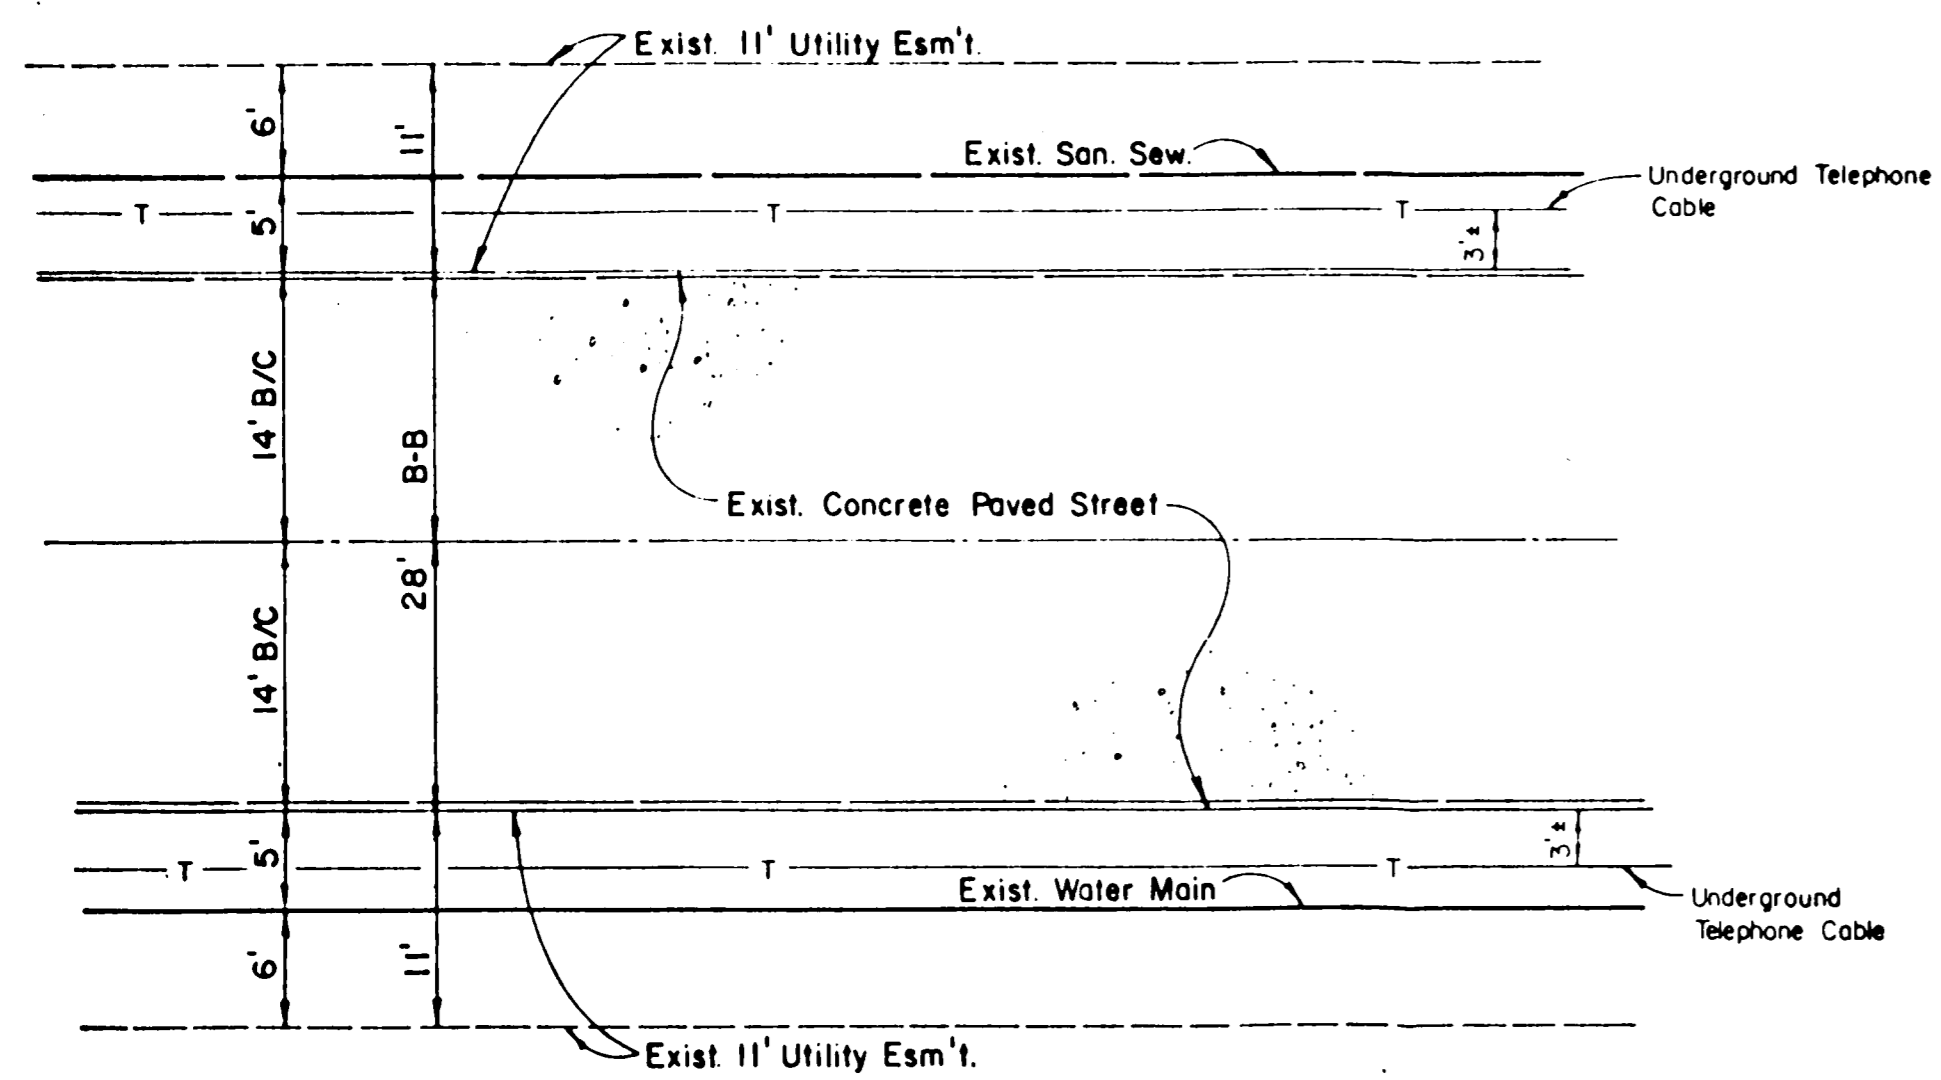 Exist. 11' Utility Esm't.
6'
11'
Exist. San. Sew.
Underground Telephone
Cable
T
T
T
5'
3'±
14' B/C
B-B
Exist. Concrete Paved Street
28'
14' B/C
5'
3'±
T
T
T
Exist. Water Main
Underground
Telephone Cable
6'
11'
Exist. 11' Utility Esm't.